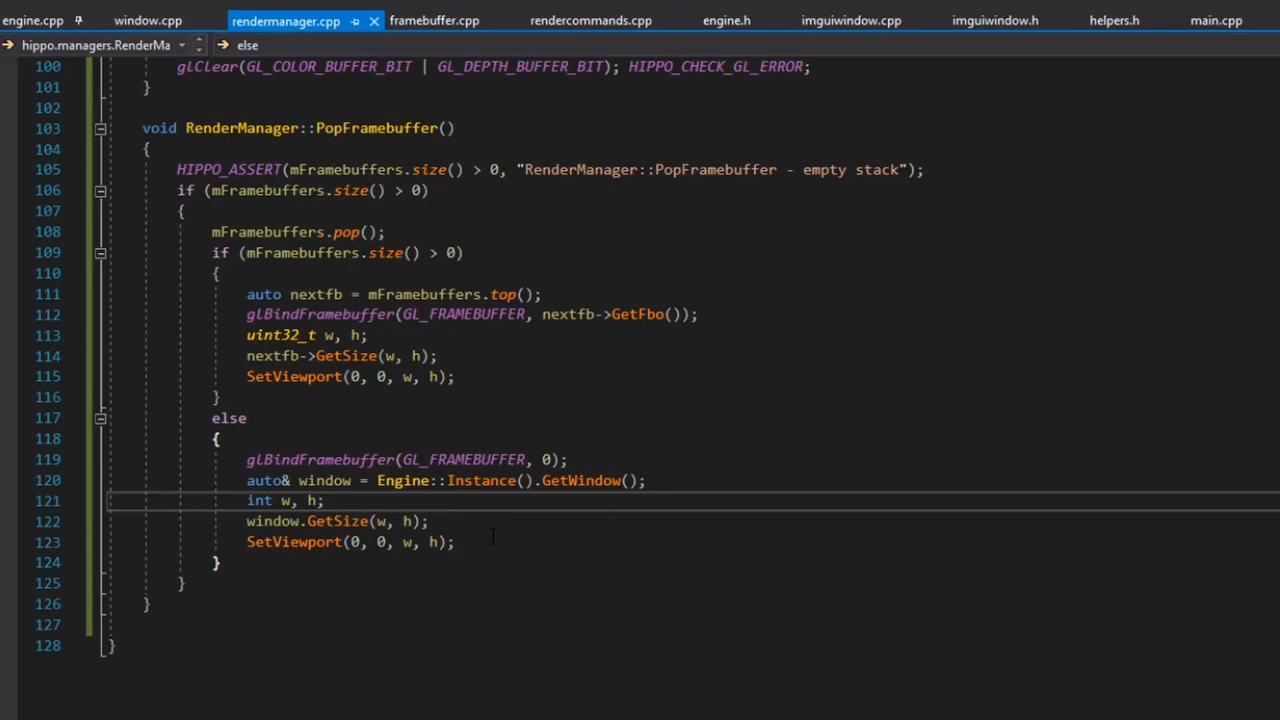 engine.cpp window.cpp rendermanager.cpp framebuffer.cpp rendercommands.cpp engine.h imguiwindow.cpp imguiwindow.h helpers.h main.cpp
hippo.managers.RenderMa else
100 glClear(GL_COLOR_BUFFER_BIT | GL_DEPTH_BUFFER_BIT); HIPPO_CHECK_GL_ERROR;
101 }
102
103 void RenderManager::PopFramebuffer()
104 {
105 HIPPO_ASSERT(mFramebuffers.size() > 0, "RenderManager::PopFramebuffer - empty stack");
106 if (mFramebuffers.size() > 0)
107 {
108 mFramebuffers.pop();
109 if (mFramebuffers.size() > 0)
110 {
111 auto nextfb = mFramebuffers.top();
112 glBindFramebuffer(GL_FRAMEBUFFER, nextfb->GetFbo());
113 uint32_t w, h;
114 nextfb->GetSize(w, h);
115 SetViewport(0, 0, w, h);
116 }
117 else
118 {
119 glBindFramebuffer(GL_FRAMEBUFFER, 0);
120 auto& window = Engine::Instance().GetWindow();
121 int w, h;
122 window.GetSize(w, h);
123 SetViewport(0, 0, w, h);
124 }
125 }
126 }
127
128 }